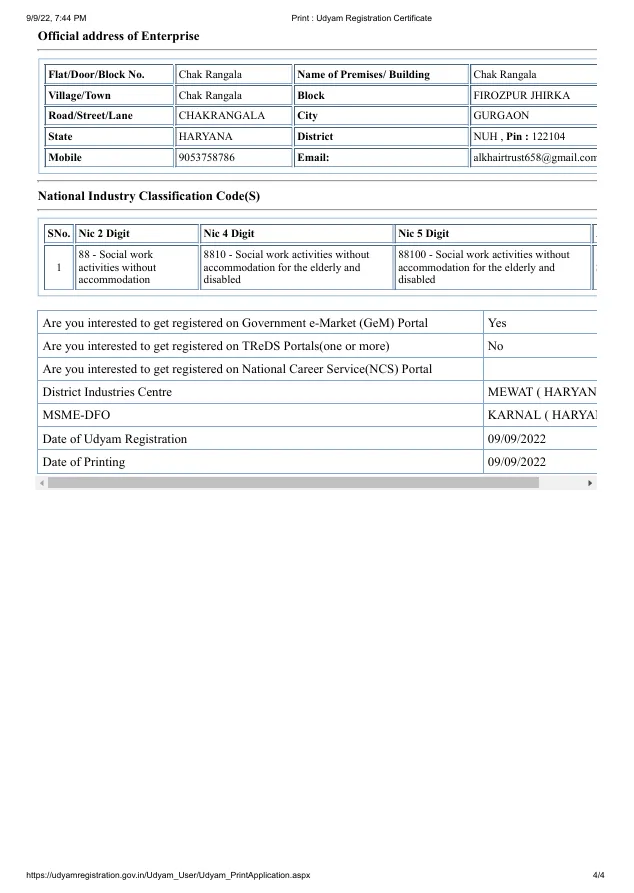 9/9/22, 7:44 PM Print : Udyam Registration Certificate
Official address of Enterprise
Flat/Door/Block No. Chak Rangala Name of Premises/ Building Chak Rangala
Village/Town Chak Rangala Block FIROZPUR JHIRKA
Road/Street/Lane CHAKRANGALA City GURGAON
State HARYANA District NUH , Pin : 122104
Mobile 9053758786 Email: alkhairtrust658@gmail.com
National Industry Classification Code(S)
SNo. Nic 2 Digit Nic 4 Digit Nic 5 Digit
88 - Social work 8810 - Social work activities without 88100 - Social work activities without
1 activities without accommodation for the elderly and accommodation for the elderly and
accommodation disabled disabled
Are you interested to get registered on Government e-Market (GeM) Portal Yes
Are you interested to get registered on TReDS Portals(one or more) No
Are you interested to get registered on National Career Service(NCS) Portal
District Industries Centre MEWAT ( HARYAN
MSME-DFO KARNAL ( HARYA
Date of Udyam Registration 09/09/2022
Date of Printing 09/09/2022
https://udyamregistration.gov.in/Udyam_User/Udyam_PrintApplication.aspx 4/4